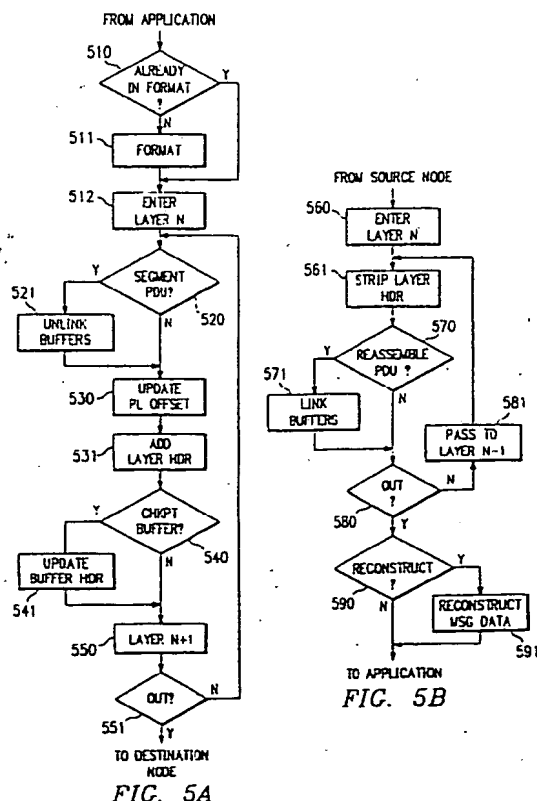 FROM APPLICATION
510
ALREADY
IN FORMAT
?
Y
N
511
FORMAT
512
ENTER
LAYER N
SEGMENT
PDU?
520
Y
N
521
UNLINK
BUFFERS
530
UPDATE
PL OFFSET
531
ADD
LAYER HDR
CHKPT
BUFFER?
540
Y
N
UPDATE
BUFFER HDR
541
550
LAYER N+1
OUT?
N
551
Y
TO DESTINATION
NODE
FIG. 5A
FROM SOURCE NODE
560
ENTER
LAYER N
561
STRIP LAYER
HDR
570
REASSEMBLE
PDU ?
Y
N
571
LINK
BUFFERS
581
PASS TO
LAYER N-1
OUT
?
N
580
Y
RECONSTRUCT
?
Y
590
N
RECONSTRUCT
MSG DATA
591
TO APPLICATION
FIG. 5B